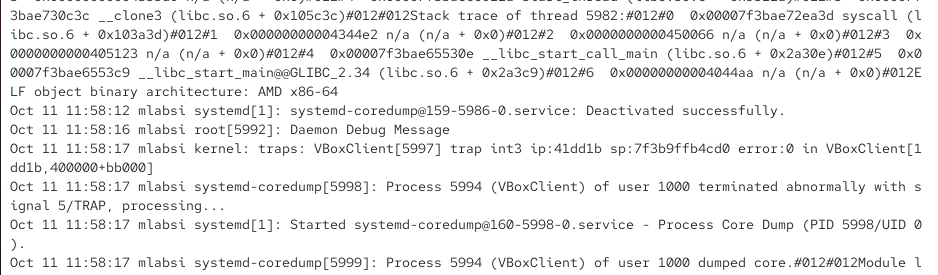 3bae730c3c __clone3 (libc.so.6 + 0x105c3c)#012#012Stack trace of thread 5982:#012#0  0x00007f3bae72ea3d syscall (l
ibc.so.6 + 0x103a3d)#012#1  0x00000000004344e2 n/a (n/a + 0x0)#012#2  0x0000000000450066 n/a (n/a + 0x0)#012#3  0x
0000000000405123 n/a (n/a + 0x0)#012#4  0x00007f3bae65530e __libc_start_call_main (libc.so.6 + 0x2a30e)#012#5  0x0
0007f3bae6553c9 __libc_start_main@@GLIBC_2.34 (libc.so.6 + 0x2a3c9)#012#6  0x00000000004044aa n/a (n/a + 0x0)#012E
LF object binary architecture: AMD x86-64
Oct 11 11:58:12 mlabsi systemd[1]: systemd-coredump@159-5986-0.service: Deactivated successfully.
Oct 11 11:58:16 mlabsi root[5992]: Daemon Debug Message
Oct 11 11:58:17 mlabsi kernel: traps: VBoxClient[5997] trap int3 ip:41dd1b sp:7f3b9ffb4cd0 error:0 in VBoxClient[1
dd1b,400000+bb000]
Oct 11 11:58:17 mlabsi systemd-coredump[5998]: Process 5994 (VBoxClient) of user 1000 terminated abnormally with s
ignal 5/TRAP, processing...
Oct 11 11:58:17 mlabsi systemd[1]: Started systemd-coredump@160-5998-0.service - Process Core Dump (PID 5998/UID 0
).
Oct 11 11:58:17 mlabsi systemd-coredump[5999]: Process 5994 (VBoxClient) of user 1000 dumped core.#012#012Module l